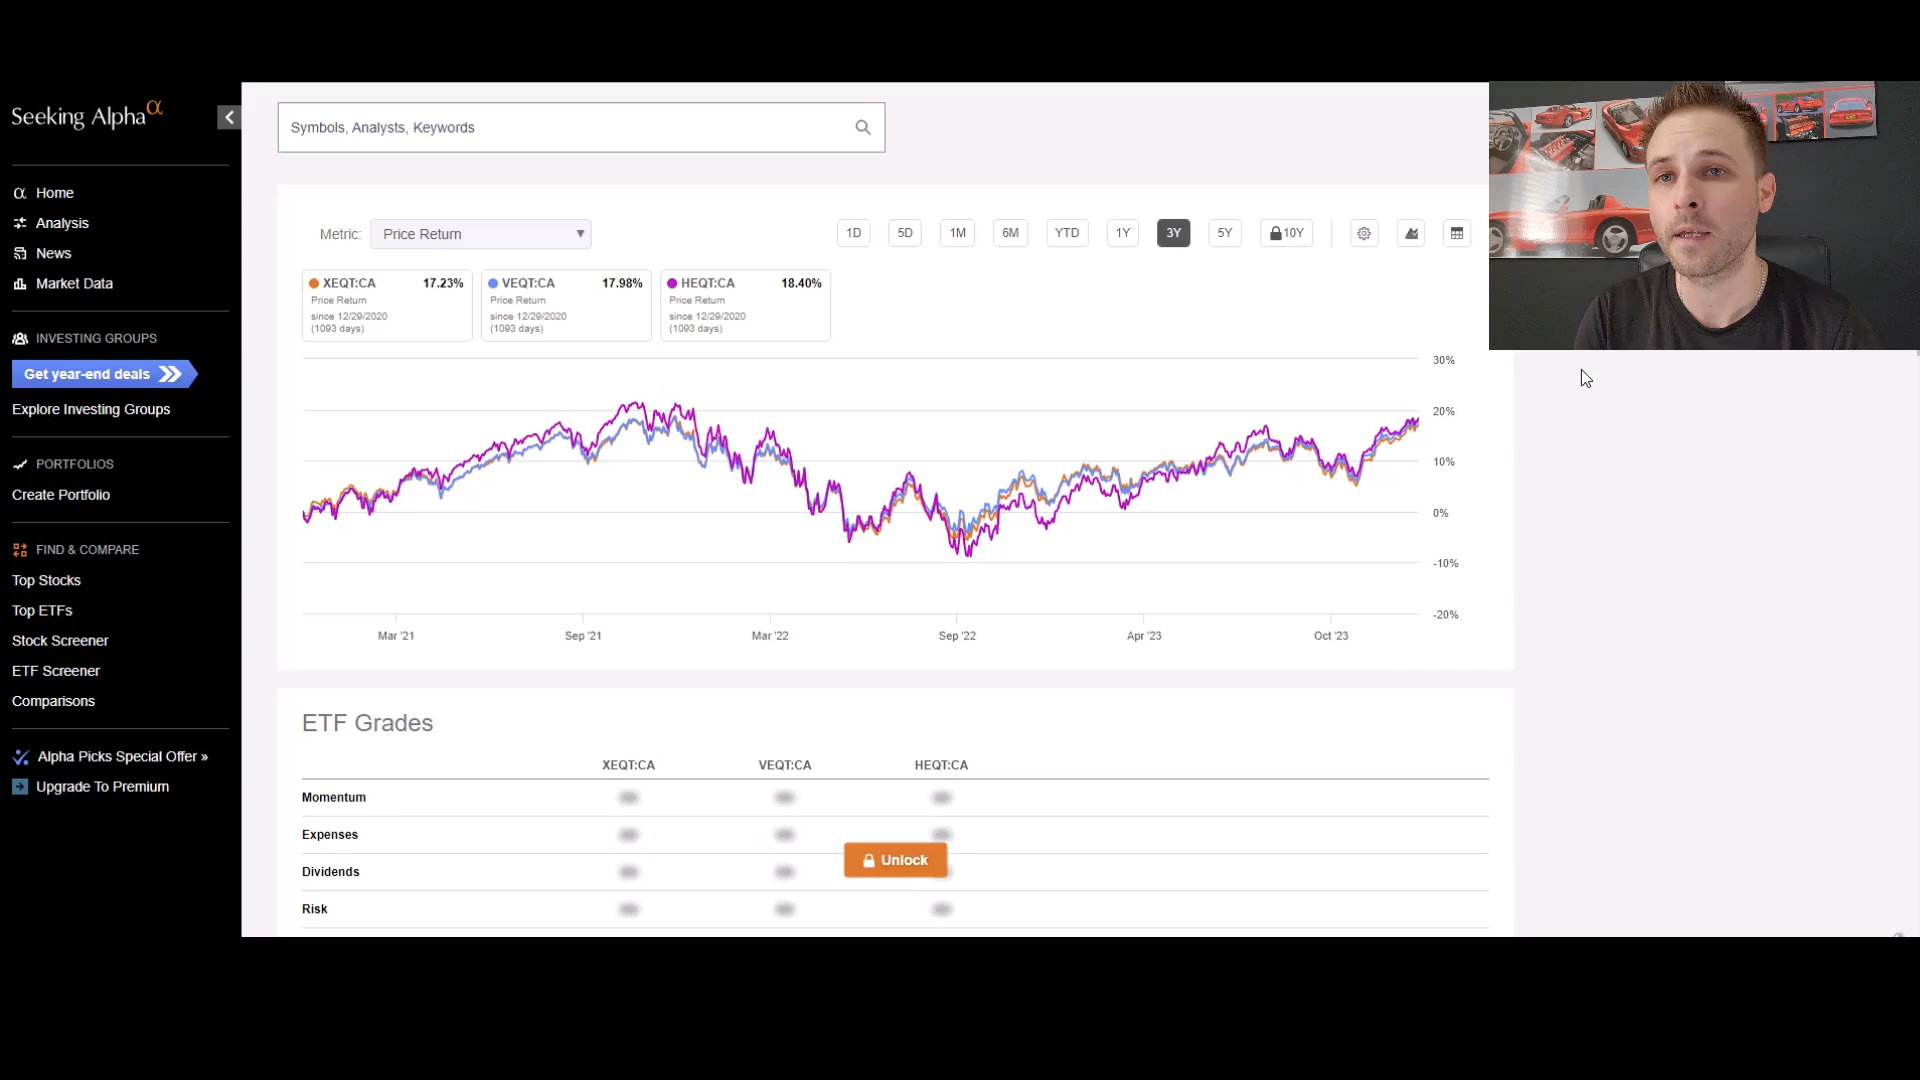 Seeking Alpha α
Symbols, Analysts, Keywords
Home
Analysis
News
Market Data
INVESTING GROUPS
Get year-end deals
Explore Investing Groups
PORTFOLIOS
Create Portfolio
FIND & COMPARE
Top Stocks
Top ETFs
Stock Screener
ETF Screener
Comparisons
Alpha Picks Special Offer »
Upgrade To Premium
Metric: Price Return
1D 5D 1M 6M YTD 1Y 3Y 5Y 10Y
XEQT:CA 17.23%
Price Return
since 12/29/2020
(1093 days)
VEQT:CA 17.98%
Price Return
since 12/29/2020
(1093 days)
HEQT:CA 18.40%
Price Return
since 12/29/2020
(1093 days)
30%
20%
10%
0%
-10%
-20%
Mar '21 Sep '21 Mar '22 Sep '22 Apr '23 Oct '23
ETF Grades
XEQT:CA VEQT:CA HEQT:CA
Momentum
Expenses
Unlock
Dividends
Risk